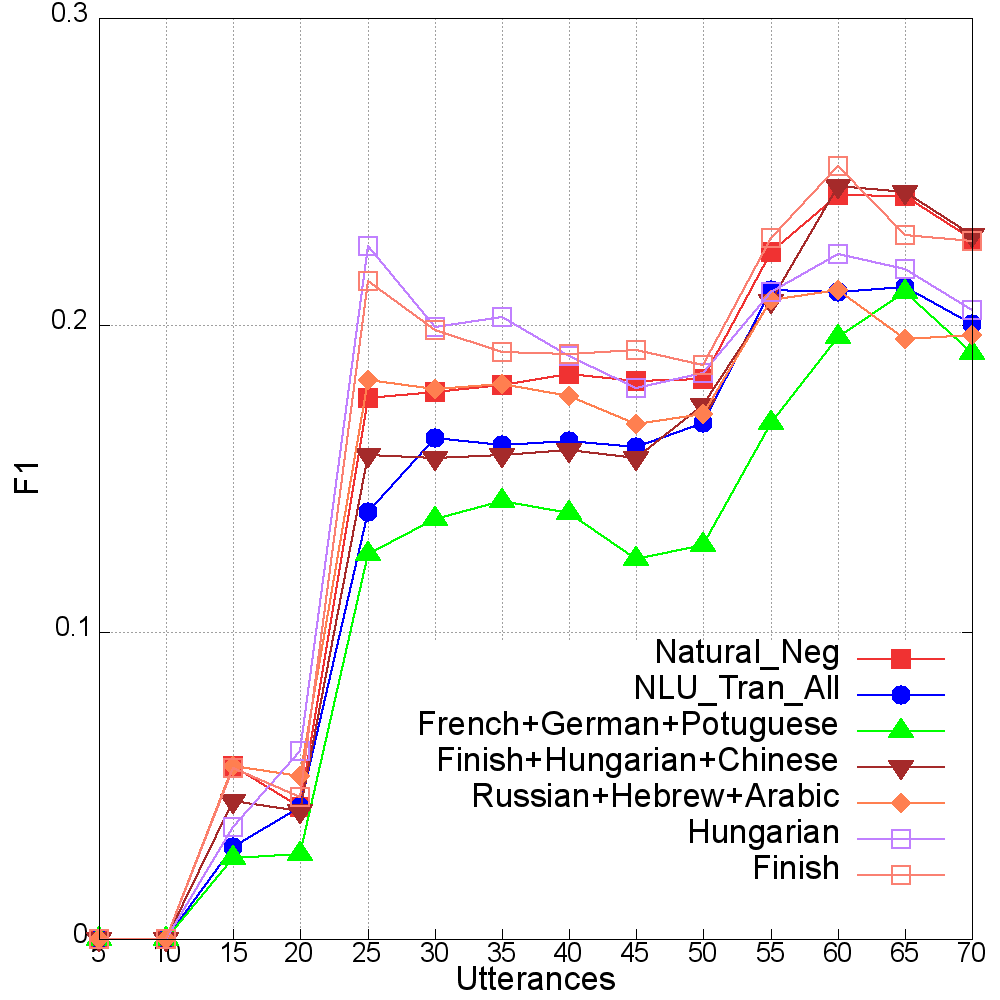 0.3
0.2
0.1
0
F1
5 10 15 20 25 30 35 40 45 50 55 60 65 70
Utterances
Natural_Neg
NLU_Tran_All
French+German+Potuguese
Finish+Hungarian+Chinese
Russian+Hebrew+Arabic
Hungarian
Finish